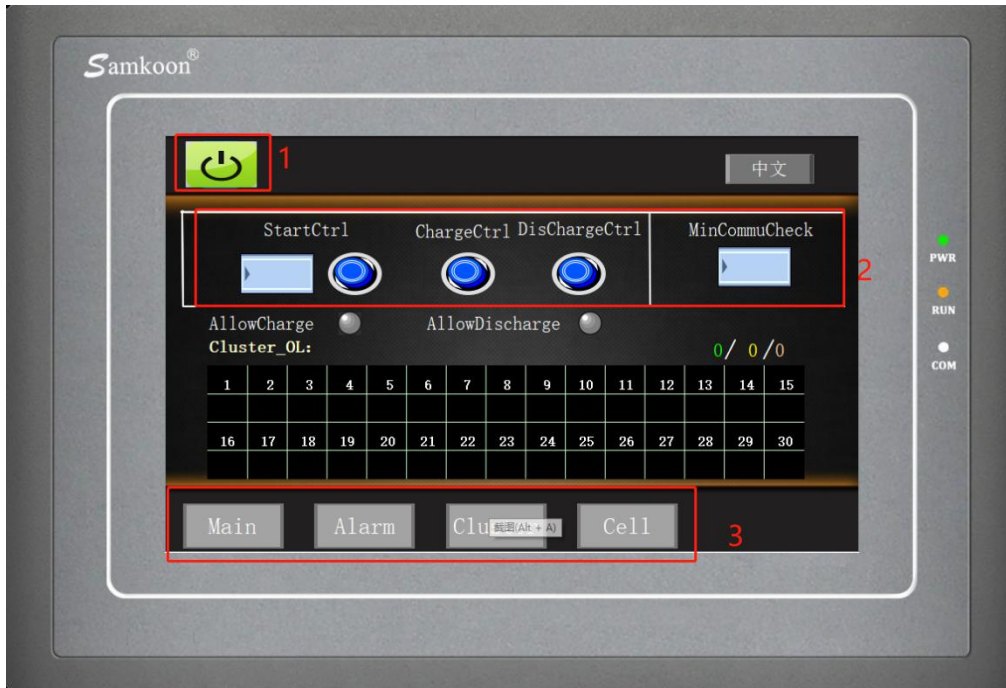 Samkoon®
1
中文
StartCtrl ChargeCtrl DisChargeCtrl MinCommuCheck
2
PWR
RUN
COM
AllowCharge AllowDischarge
Cluster_OL: 0/ 0 /0
1 2 3 4 5 6 7 8 9 10 11 12 13 14 15
16 17 18 19 20 21 22 23 24 25 26 27 28 29 30
Main Alarm Clu 截图(Alt + A) Cell
3